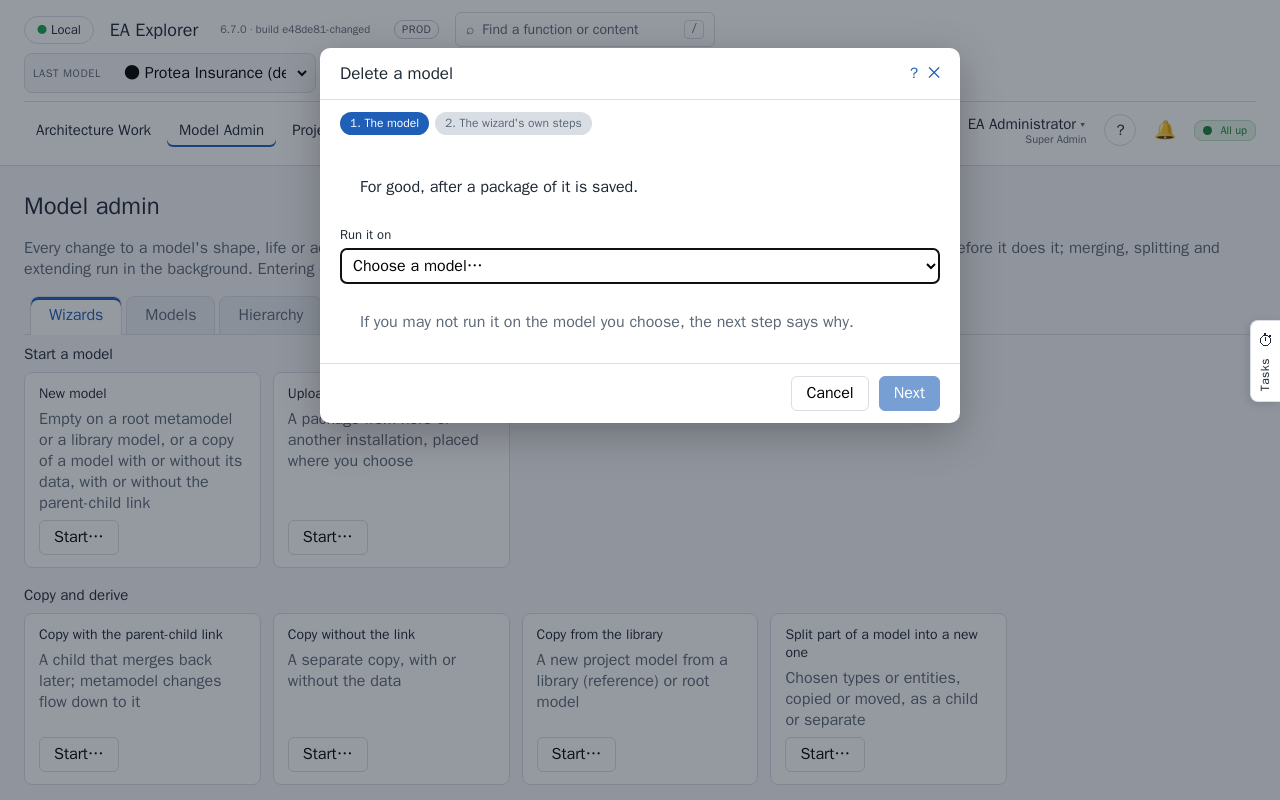 Local
EA Explorer
6.7.0 · build e48de81-changed
PROD
Find a function or content
/
LAST MODEL
Protea Insurance (de
Architecture Work
Model Admin
Proje
EA Administrator
Super Admin
?
All up
Model admin
Every change to a model's shape, life or ac
efore it does it; merging, splitting and
extending run in the background. Entering
Wizards
Models
Hierarchy
Delete a model
?
1. The model
2. The wizard's own steps
For good, after a package of it is saved.
Run it on
Choose a model…
If you may not run it on the model you choose, the next step says why.
Cancel
Next
Tasks
Start a model
New model
Empty on a root metamodel
or a library model, or a copy
of a model with or without its
data, with or without the
parent-child link
Start…
Uploa
A package from here or
another installation, placed
where you choose
Start…
Copy and derive
Copy with the parent-child link
A child that merges back
later; metamodel changes
flow down to it
Start…
Copy without the link
A separate copy, with or
without the data
Start…
Copy from the library
A new project model from a
library (reference) or root
model
Start…
Split part of a model into a new
one
Chosen types or entities,
copied or moved, as a child
or separate
Start…